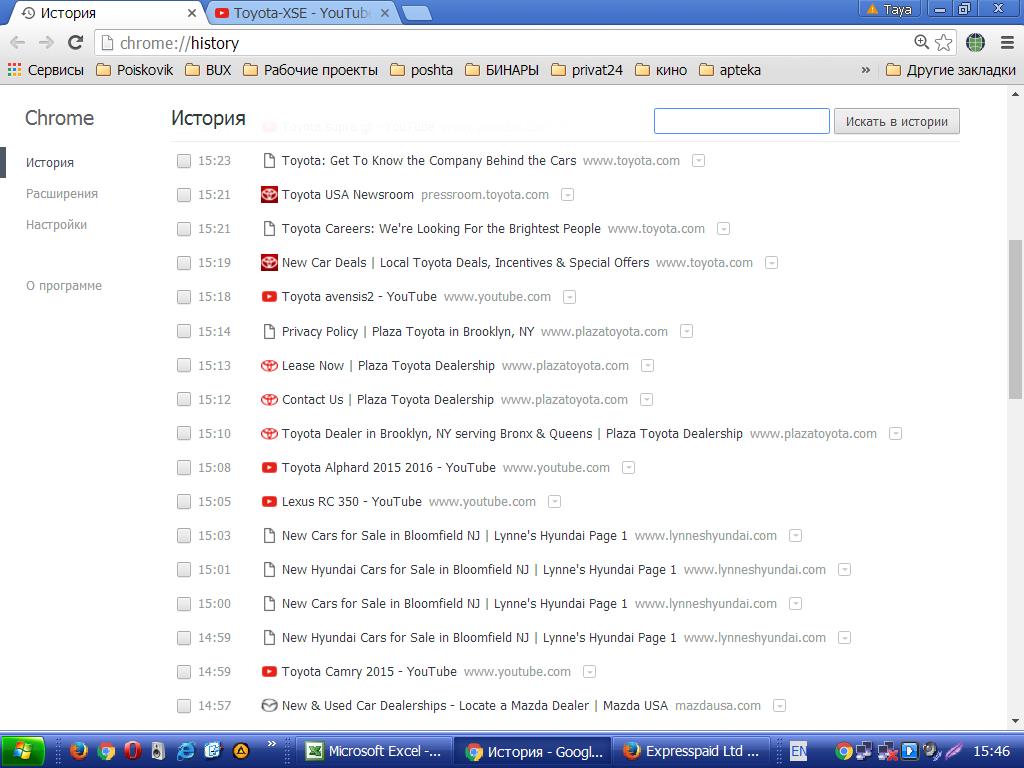 История
Toyota-XSE - YouTube
Taya
chrome://history
Сервисы Poiskovik BUX Рабочие проекты poshta БИНАРЫ privat24 кино apteka » Другие закладки
Chrome
История
Расширения
Настройки
О программе
История
Toyota supra gt - YouTube www.youtube.com
Искать в истории
15:23 Toyota: Get To Know the Company Behind the Cars www.toyota.com
15:21 Toyota USA Newsroom pressroom.toyota.com
15:21 Toyota Careers: We're Looking For the Brightest People www.toyota.com
15:19 New Car Deals | Local Toyota Deals, Incentives & Special Offers www.toyota.com
15:18 Toyota avensis2 - YouTube www.youtube.com
15:14 Privacy Policy | Plaza Toyota in Brooklyn, NY www.plazatoyota.com
15:13 Lease Now | Plaza Toyota Dealership www.plazatoyota.com
15:12 Contact Us | Plaza Toyota Dealership www.plazatoyota.com
15:10 Toyota Dealer in Brooklyn, NY serving Bronx & Queens | Plaza Toyota Dealership www.plazatoyota.com
15:08 Toyota Alphard 2015 2016 - YouTube www.youtube.com
15:05 Lexus RC 350 - YouTube www.youtube.com
15:03 New Cars for Sale in Bloomfield NJ | Lynne's Hyundai Page 1 www.lynneshyundai.com
15:01 New Hyundai Cars for Sale in Bloomfield NJ | Lynne's Hyundai Page 1 www.lynneshyundai.com
15:00 New Cars for Sale in Bloomfield NJ | Lynne's Hyundai Page 1 www.lynneshyundai.com
14:59 New Hyundai Cars for Sale in Bloomfield NJ | Lynne's Hyundai Page 1 www.lynneshyundai.com
14:59 Toyota Camry 2015 - YouTube www.youtube.com
14:57 New & Used Car Dealerships - Locate a Mazda Dealer | Mazda USA mazdausa.com
» Microsoft Excel -... История - Googl... Expresspaid Ltd ... EN 15:46